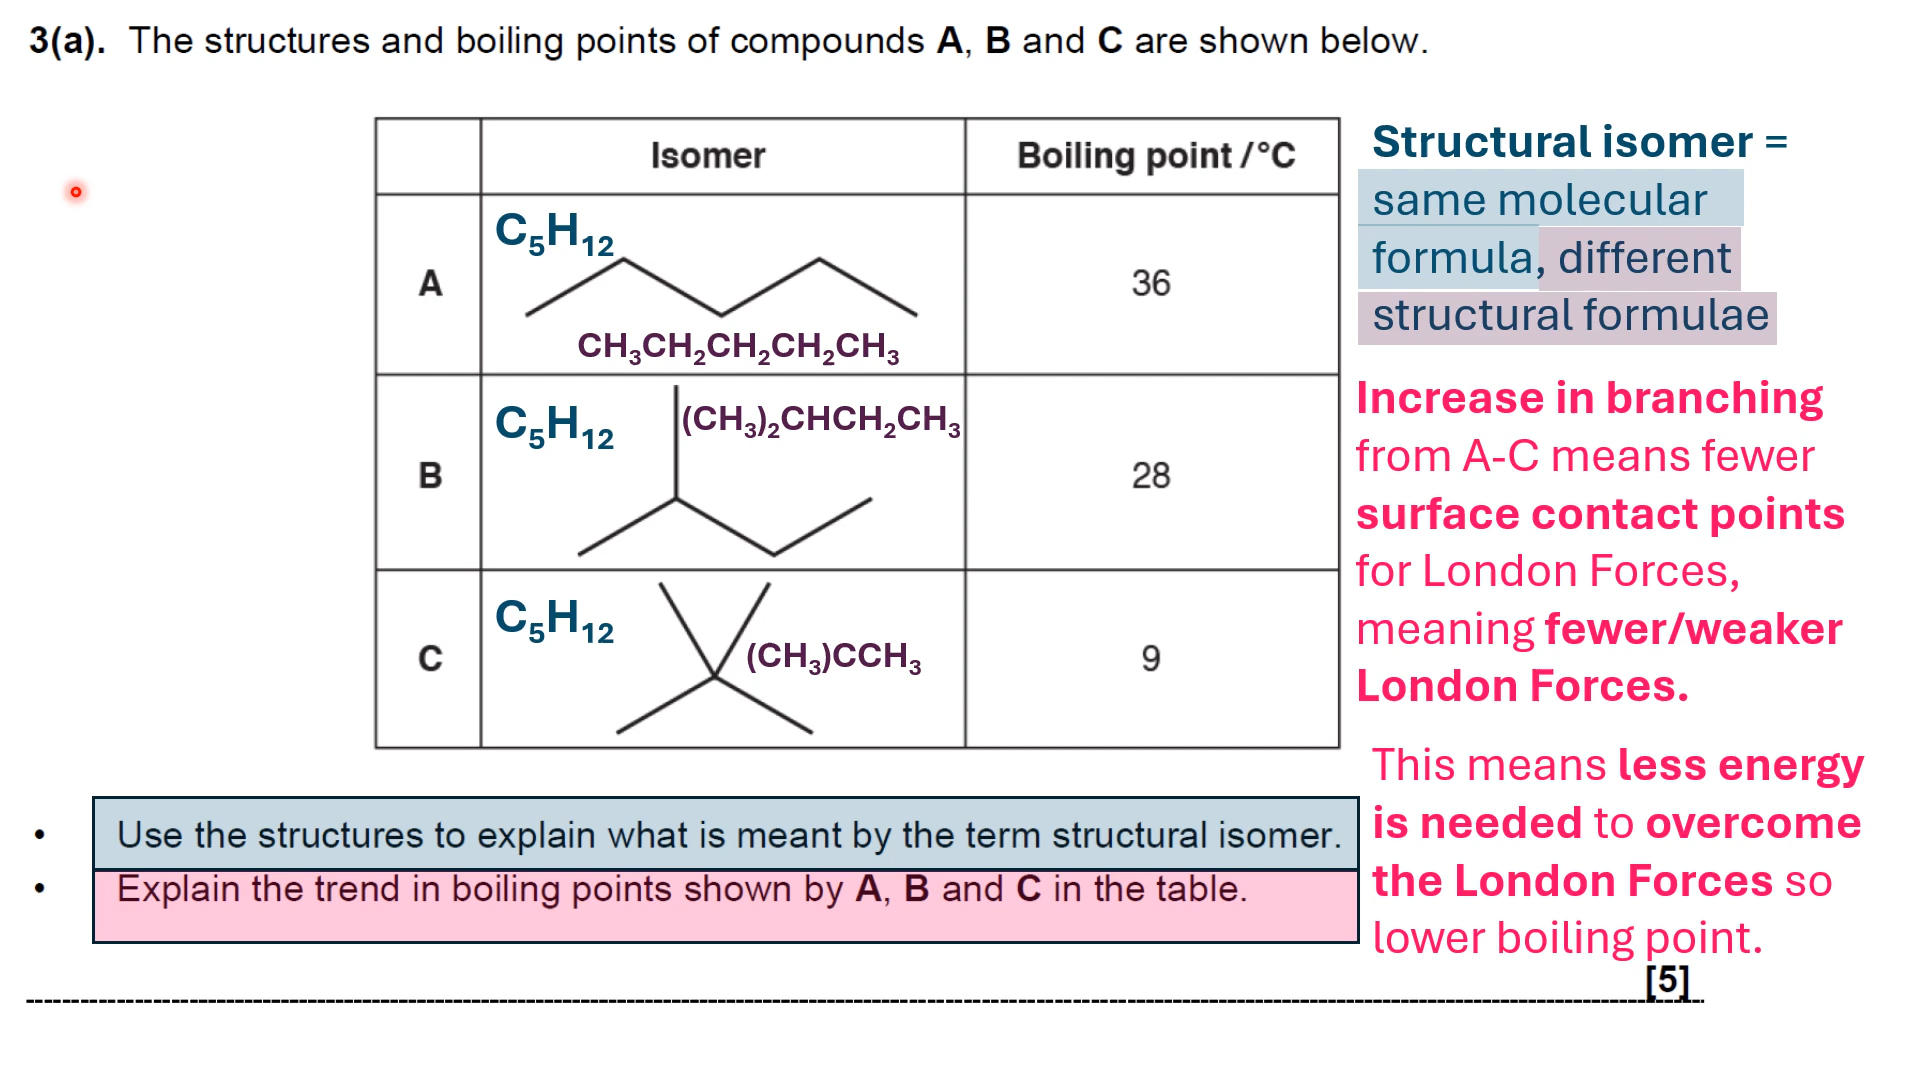 3(a). The structures and boiling points of compounds A, B and C are shown below.
Isomer
Boiling point / °C
A
C₅H₁₂
CH₃CH₂CH₂CH₂CH₃
36
B
C₅H₁₂
(CH₃)₂CHCH₂CH₃
28
C
C₅H₁₂
(CH₃)CCH₃
9
Structural isomer =
same molecular
formula, different
structural formulae
Increase in branching
from A-C means fewer
surface contact points
for London Forces,
meaning fewer/weaker
London Forces.
This means less energy
is needed to overcome
the London Forces so
lower boiling point.
• Use the structures to explain what is meant by the term structural isomer.
• Explain the trend in boiling points shown by A, B and C in the table.
[5]